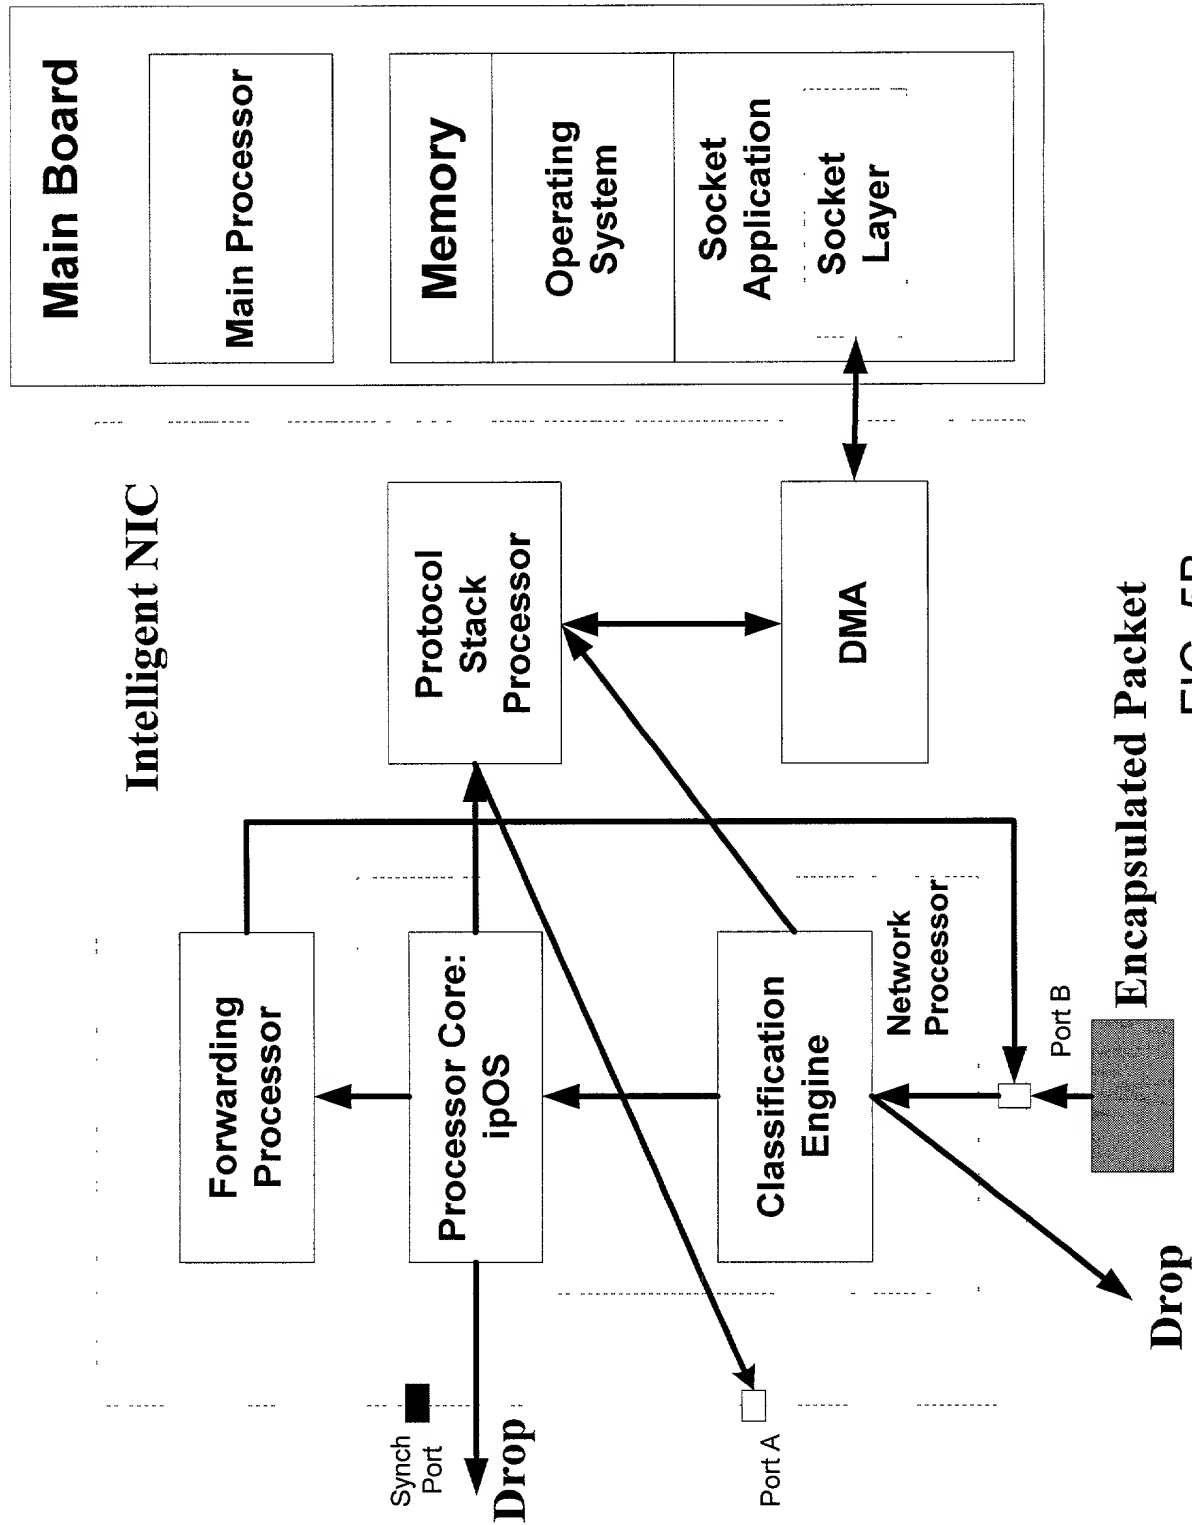 Main Board
Intelligent NIC
Main Processor
Forwarding
Processor
Synch
Port
Drop
Processor Core:
ipOS
Protocol
Stack
Processor
Memory
Operating
System
Socket
Application
Socket
Layer
Port A
Classification
Engine
DMA
Network
Processor
Port B
Encapsulated Packet
Drop
FIG.